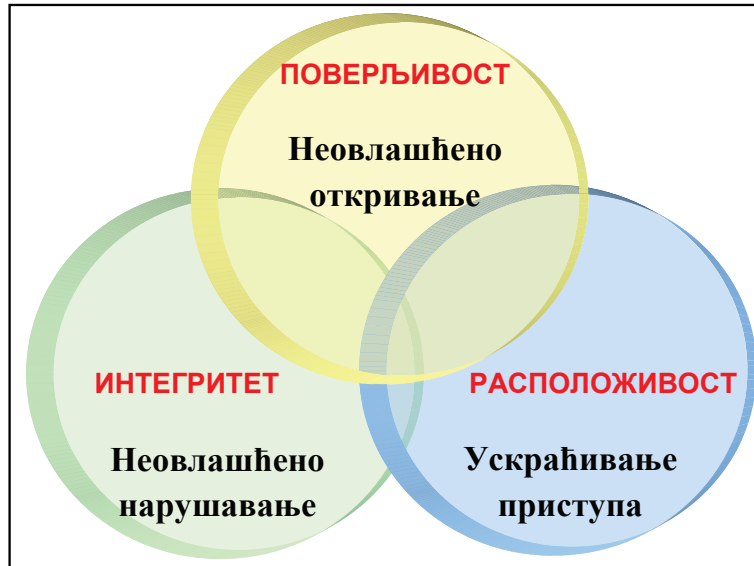 ПОВЕРЉИВОСТ
Неовлашћено
откривање
ИНТЕГРИТЕТ
Неовлашћено
нарушавање
РАСПОЛОЖИВОСТ
Ускраћивање
приступа